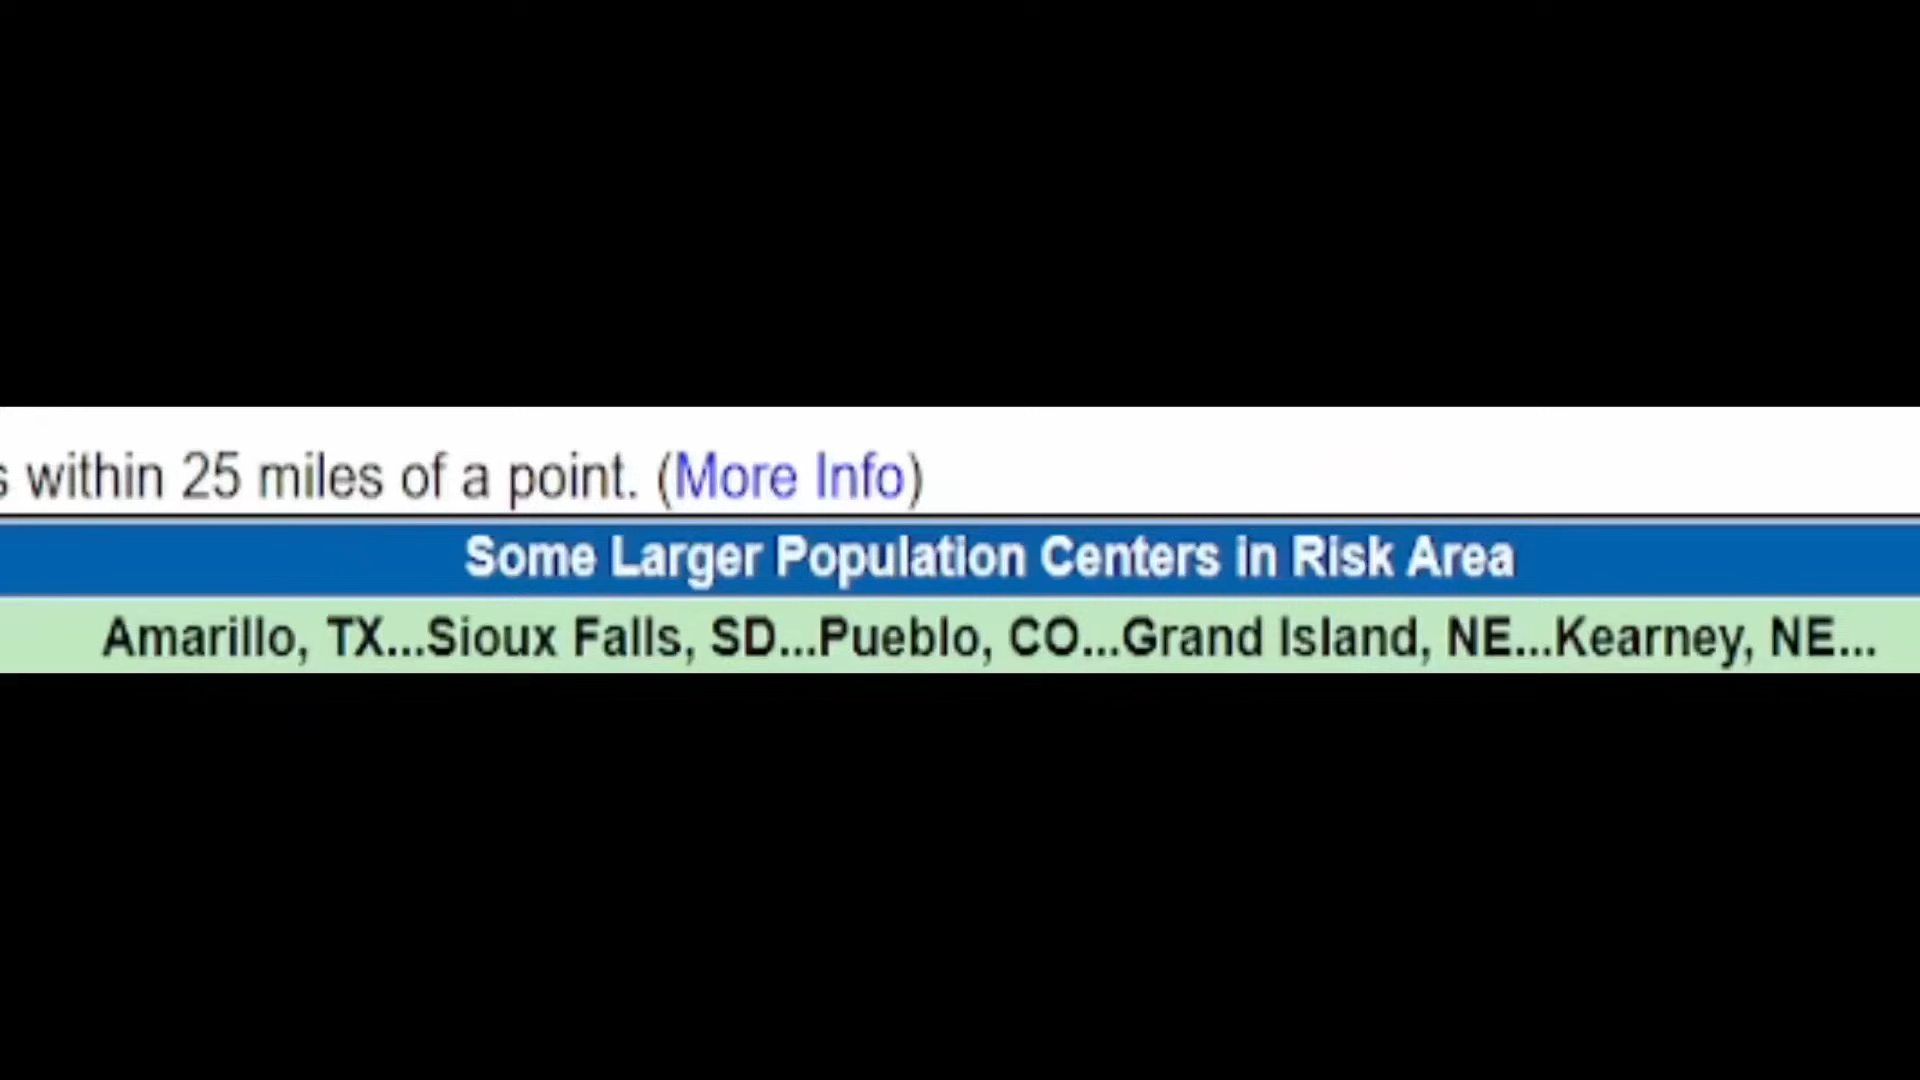 s within 25 miles of a point. (More Info)
Some Larger Population Centers in Risk Area
Amarillo, TX...Sioux Falls, SD...Pueblo, CO...Grand Island, NE...Kearney, NE...